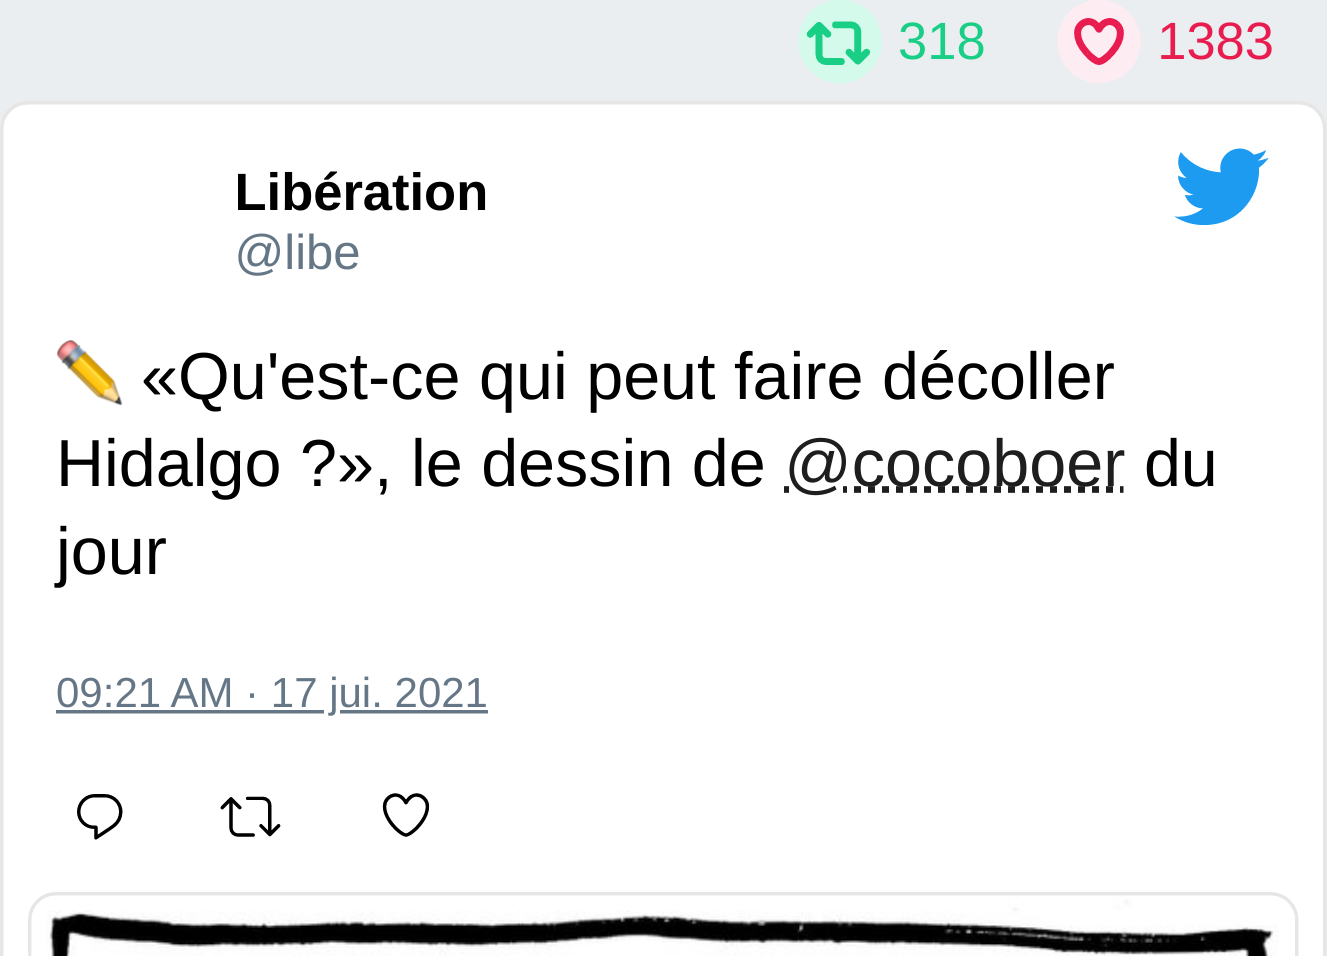 318 1383
Libération
@libe
✏️ «Qu'est-ce qui peut faire décoller
Hidalgo ?», le dessin de @cocoboer du
jour
09:21 AM · 17 jui. 2021